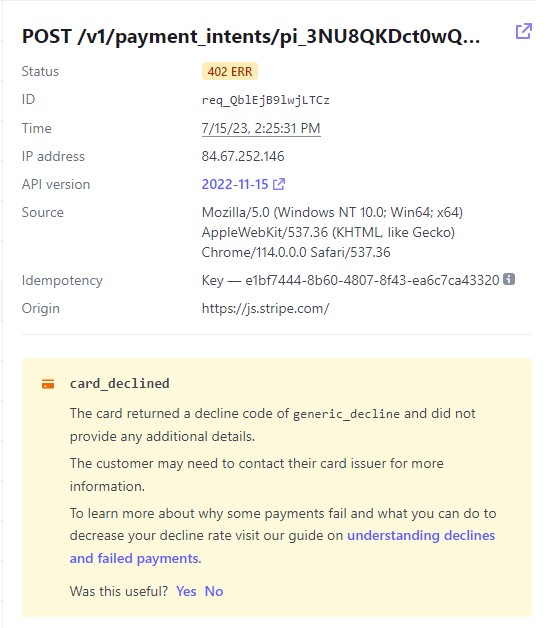 POST /v1/payment_intents/pi_3NU8QKDct0wQ...
Status 402 ERR
ID req_QblEjB9lwjLTCz
Time 7/15/23, 2:25:31 PM
IP address 84.67.252.146
API version 2022-11-15
Source Mozilla/5.0 (Windows NT 10.0; Win64; x64)
AppleWebKit/537.36 (KHTML, like Gecko)
Chrome/114.0.0.0 Safari/537.36
Idempotency Key — e1bf7444-8b60-4807-8f43-ea6c7ca43320
Origin https://js.stripe.com/
card_declined
The card returned a decline code of generic_decline and did not
provide any additional details.
The customer may need to contact their card issuer for more
information.
To learn more about why some payments fail and what you can do to
decrease your decline rate visit our guide on understanding declines
and failed payments.
Was this useful? Yes No